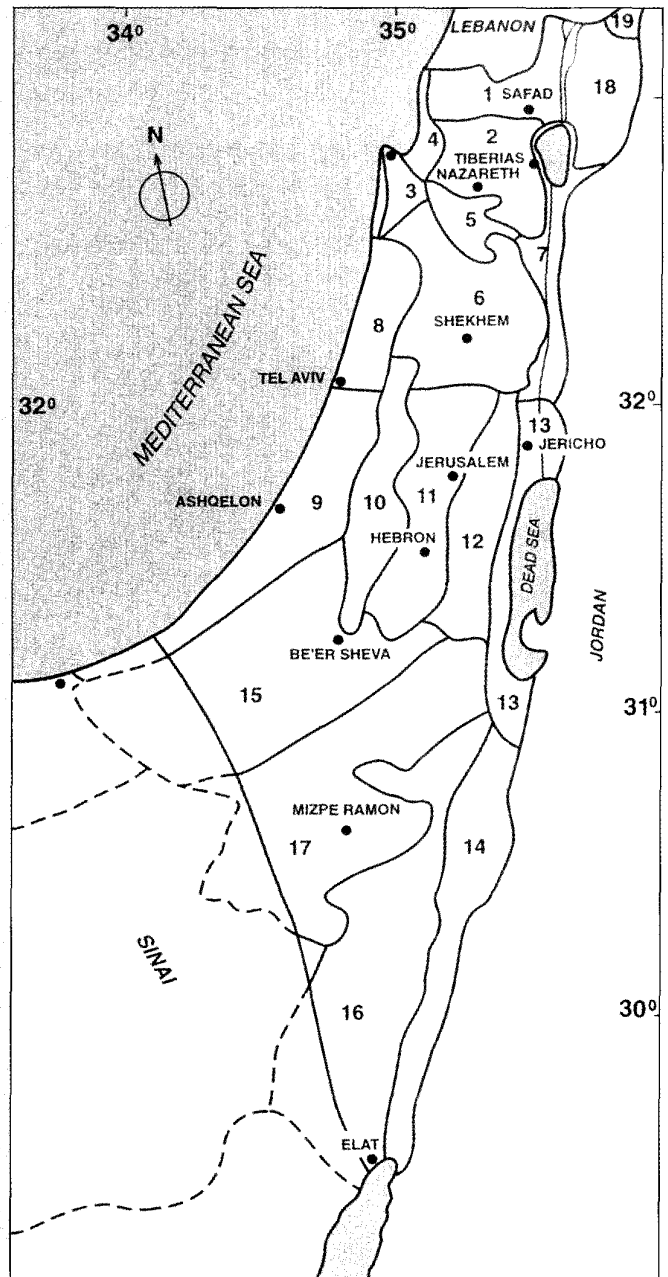 34⁰
35⁰
LEBANON
19
18
1 SAFAD
N
4
2
TIBERIAS
NAZARETH
3
5
7
6
MEDITERRANEAN SEA
8
SHEKHEM
TEL AVIV
32⁰
32⁰
13
JERICHO
JERUSALEM
ASHQELON
9
10
11
12
HEBRON
DEAD SEA
JORDAN
BE'ER SHEVA
15
13
31⁰
MIZPE RAMON
17
14
SINAI
16
30⁰
ELAT